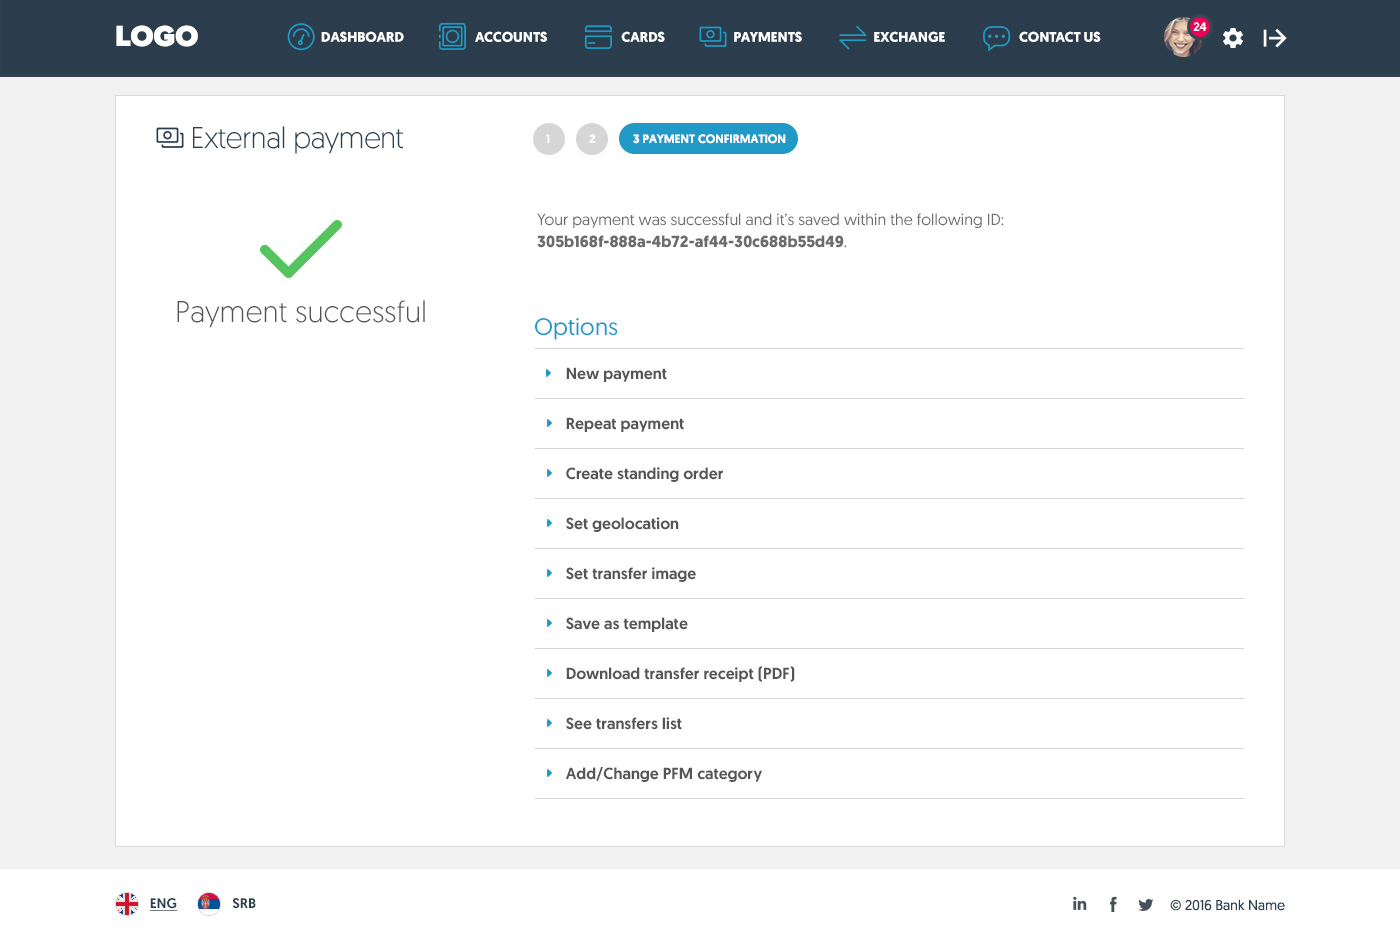 LOGO
DASHBOARD
ACCOUNTS
CARDS
PAYMENTS
EXCHANGE
CONTACT US
24
External payment
1
2
3 PAYMENT CONFIRMATION
Your payment was successful and it's saved within the following ID:
305b168f-888a-4b72-af44-30c688b55d49.
Payment successful
Options
New payment
Repeat payment
Create standing order
Set geolocation
Set transfer image
Save as template
Download transfer receipt (PDF)
See transfers list
Add/Change PFM category
ENG
SRB
in
f
© 2016 Bank Name